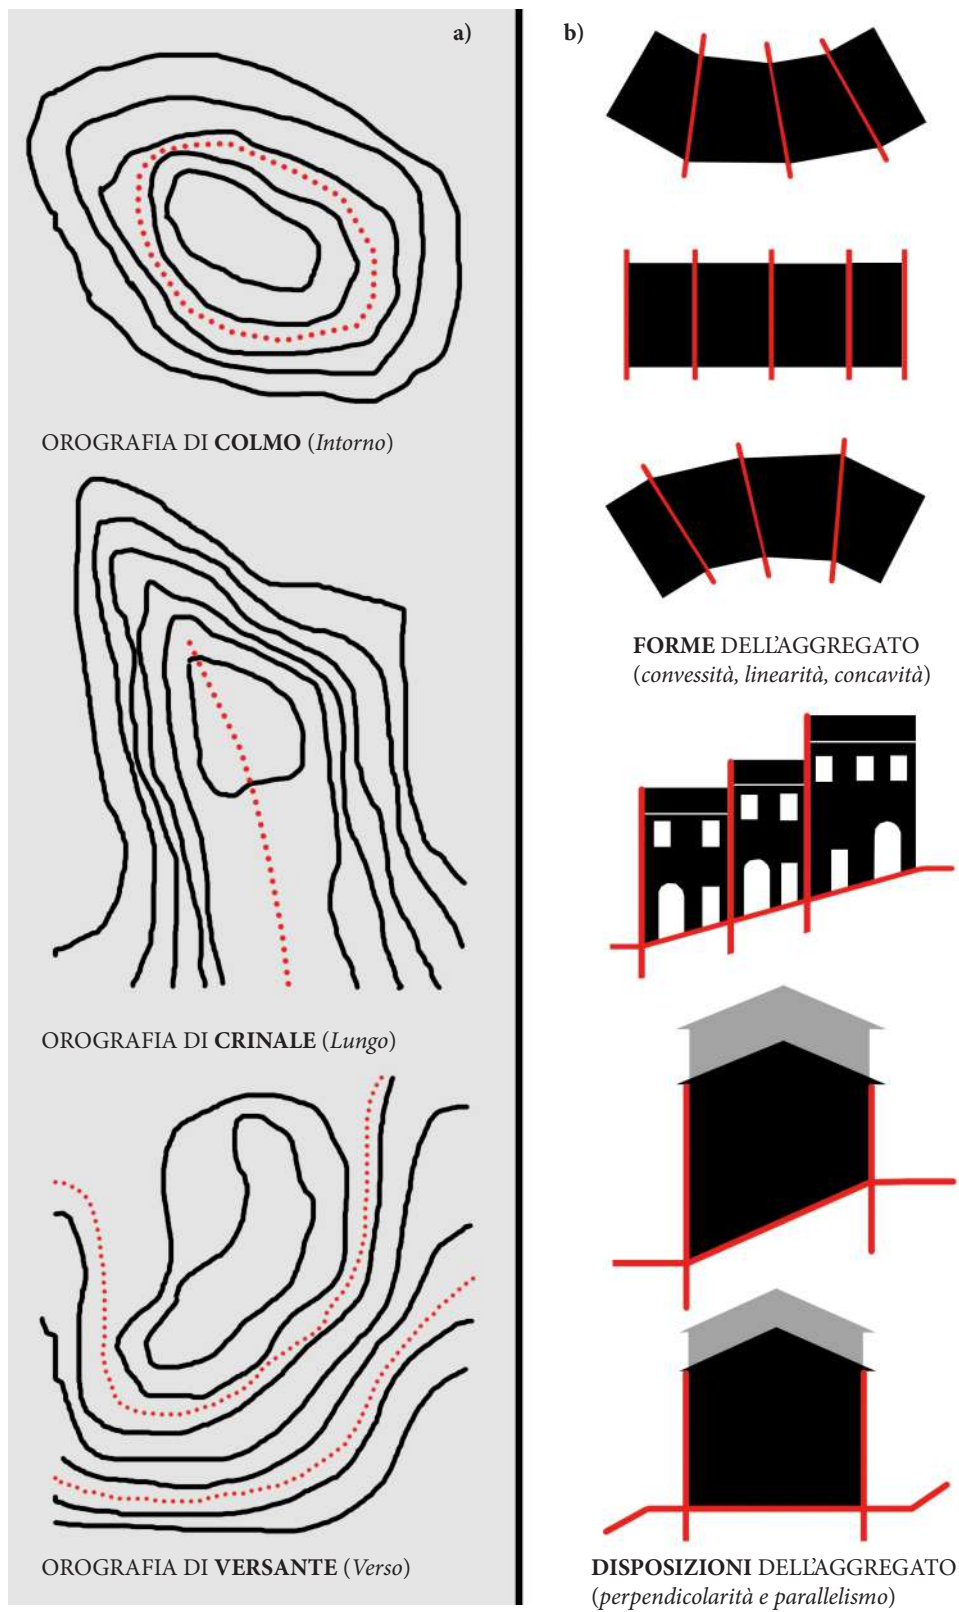 a)
OROGRAFIA DI COLMO (Intorno)
OROGRAFIA DI CRINALE (Lungo)
OROGRAFIA DI VERSANTE (Verso)
b)
FORME DELL'AGGREGATO
(convessità, linearità, concavità)
DISPOSIZIONI DELL'AGGREGATO
(perpendicolarità e parallelismo)